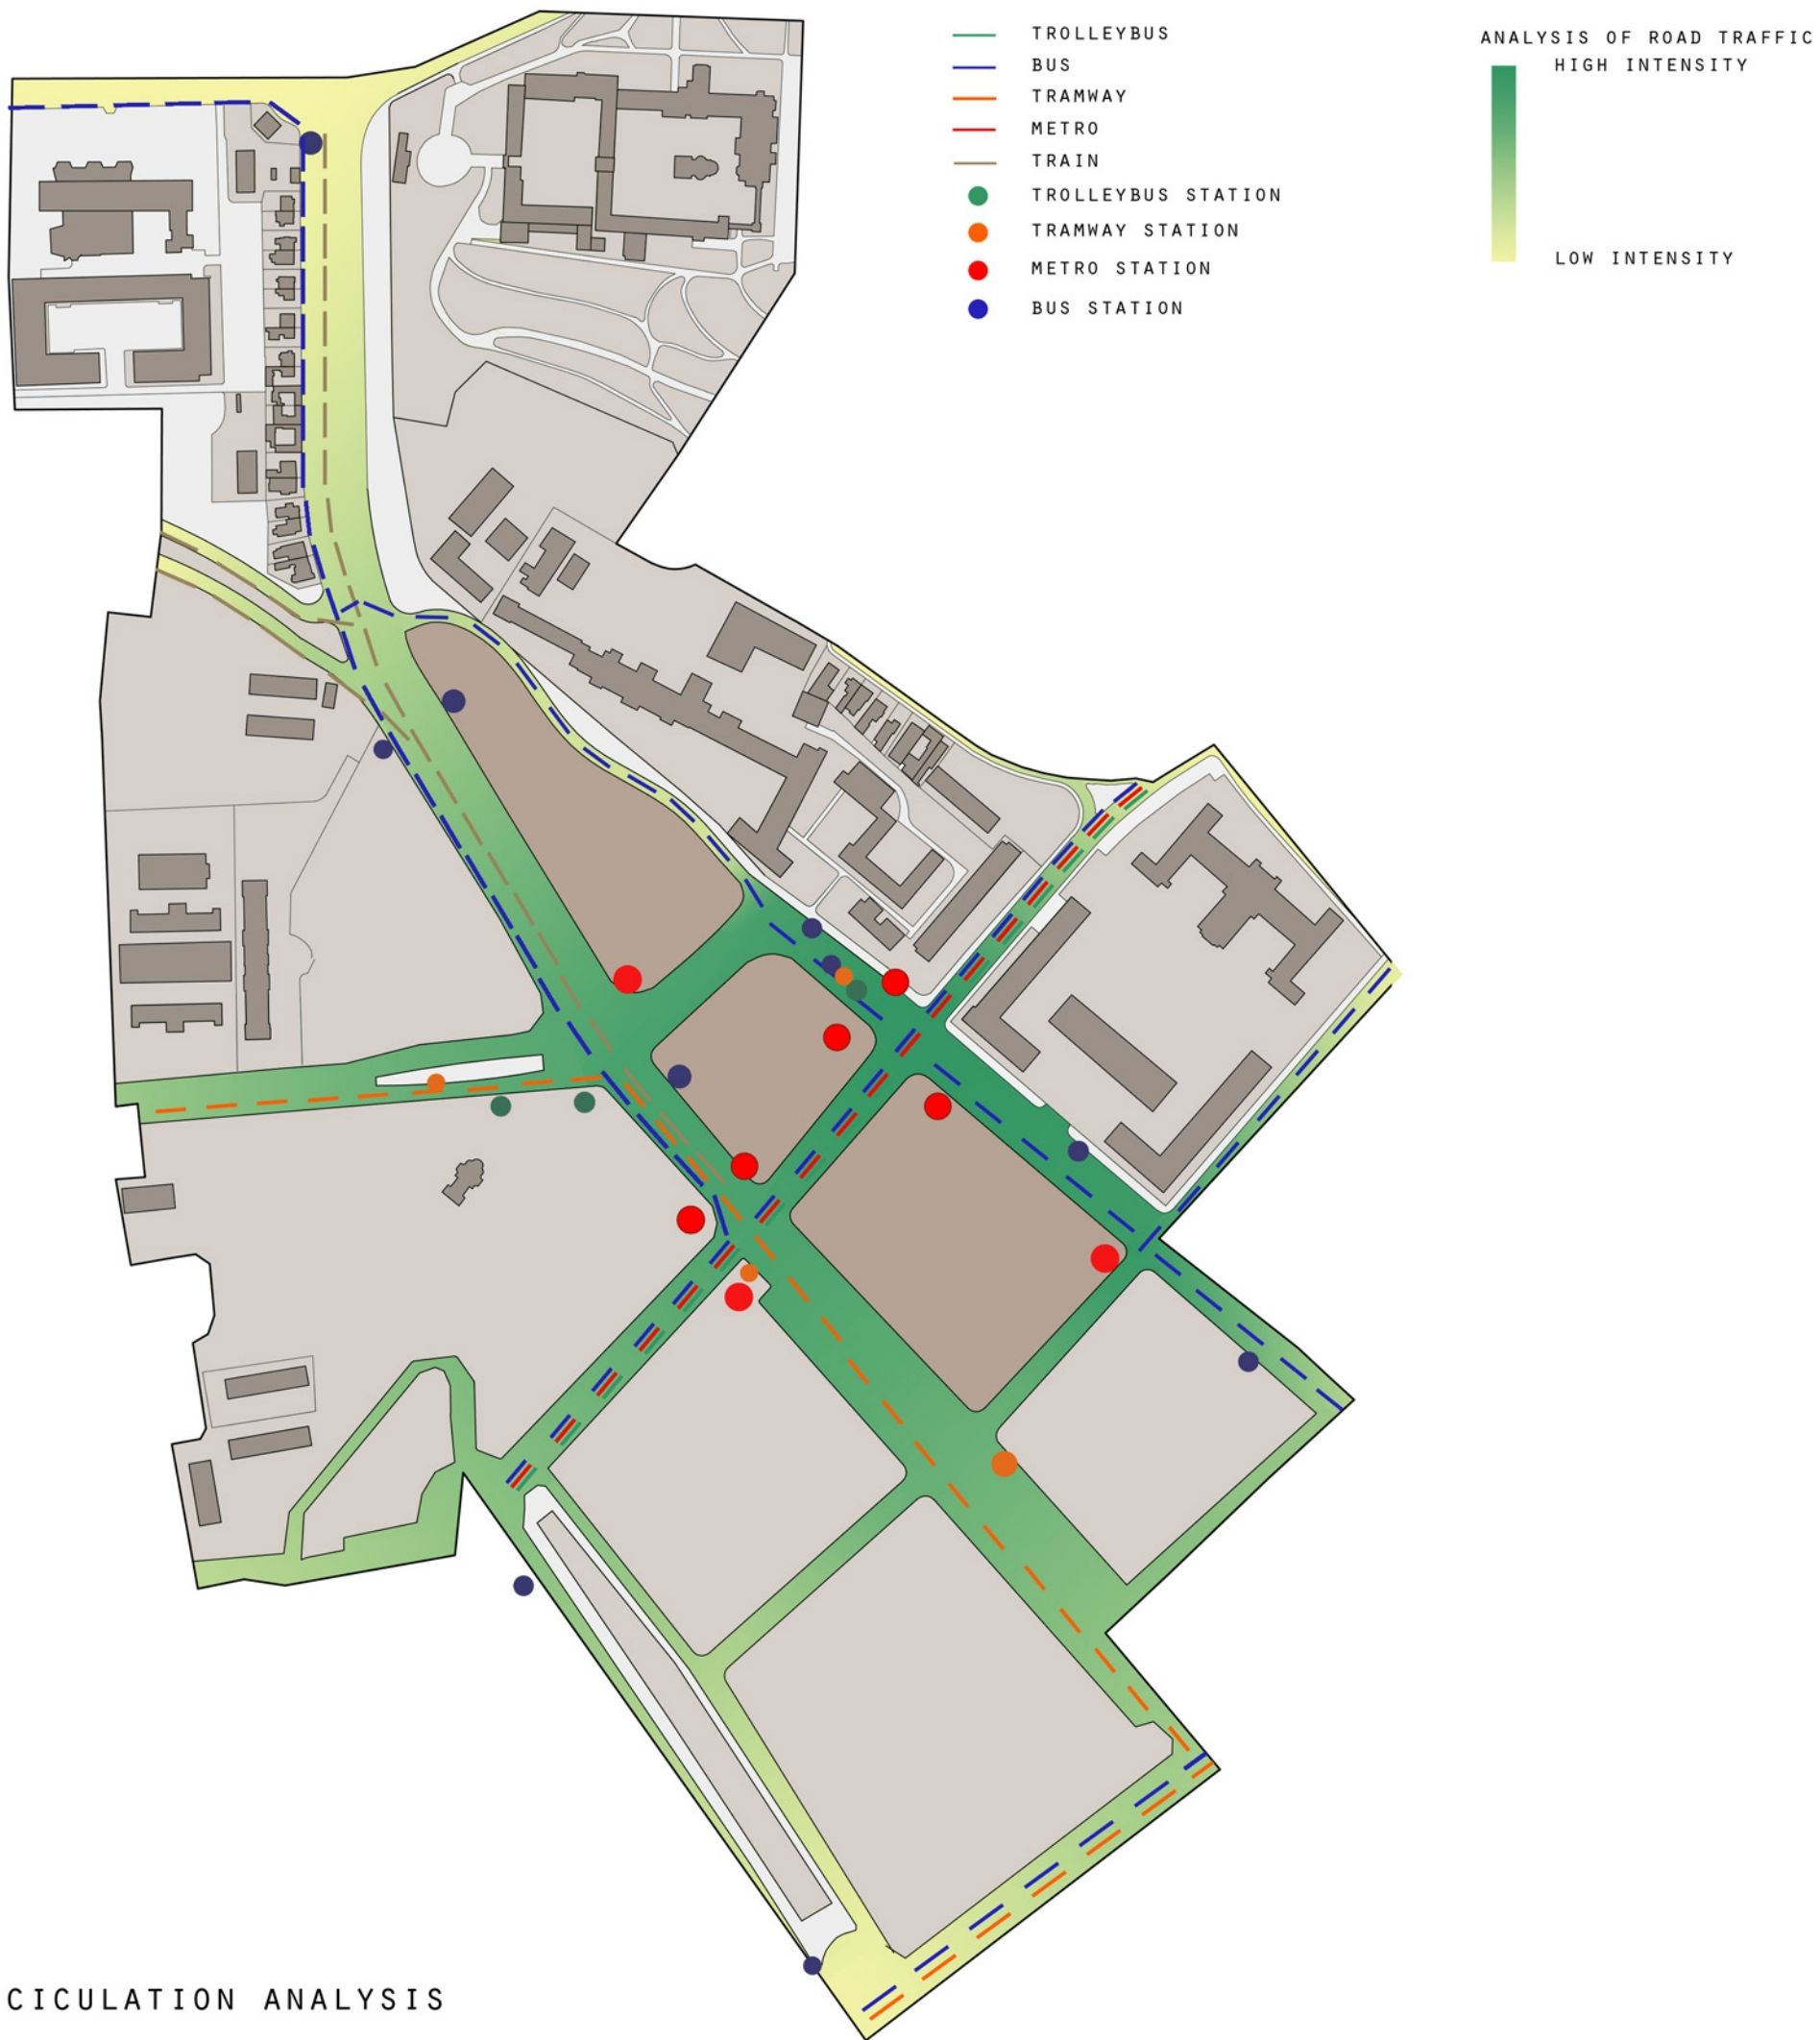 TROLLEYBUS
BUS
TRAMWAY
METRO
TRAIN
TROLLEYBUS STATION
TRAMWAY STATION
METRO STATION
BUS STATION
ANALYSIS OF ROAD TRAFFIC
HIGH INTENSITY
LOW INTENSITY
CICULATION ANALYSIS